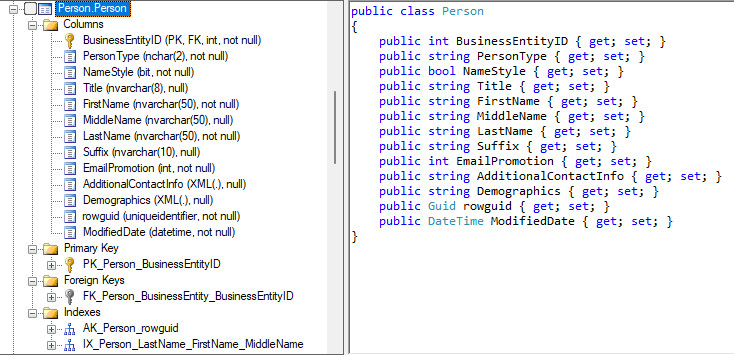 Person.Person
Columns
BusinessEntityID (PK, FK, int, not null)
PersonType (nchar(2), not null)
NameStyle (bit, not null)
Title (nvarchar(8), null)
FirstName (nvarchar(50), not null)
MiddleName (nvarchar(50), null)
LastName (nvarchar(50), not null)
Suffix (nvarchar(10), null)
EmailPromotion (int, not null)
AdditionalContactInfo (XML(.), null)
Demographics (XML(.), null)
rowguid (uniqueidentifier, not null)
ModifiedDate (datetime, not null)
Primary Key
PK_Person_BusinessEntityID
Foreign Keys
FK_Person_BusinessEntity_BusinessEntityID
Indexes
AK_Person_rowguid
IX_Person_LastName_FirstName_MiddleName
public class Person
{
public int BusinessEntityID { get; set; }
public string PersonType { get; set; }
public bool NameStyle { get; set; }
public string Title { get; set; }
public string FirstName { get; set; }
public string MiddleName { get; set; }
public string LastName { get; set; }
public string Suffix { get; set; }
public int EmailPromotion { get; set; }
public string AdditionalContactInfo { get; set; }
public string Demographics { get; set; }
public Guid rowguid { get; set; }
public DateTime ModifiedDate { get; set; }
}